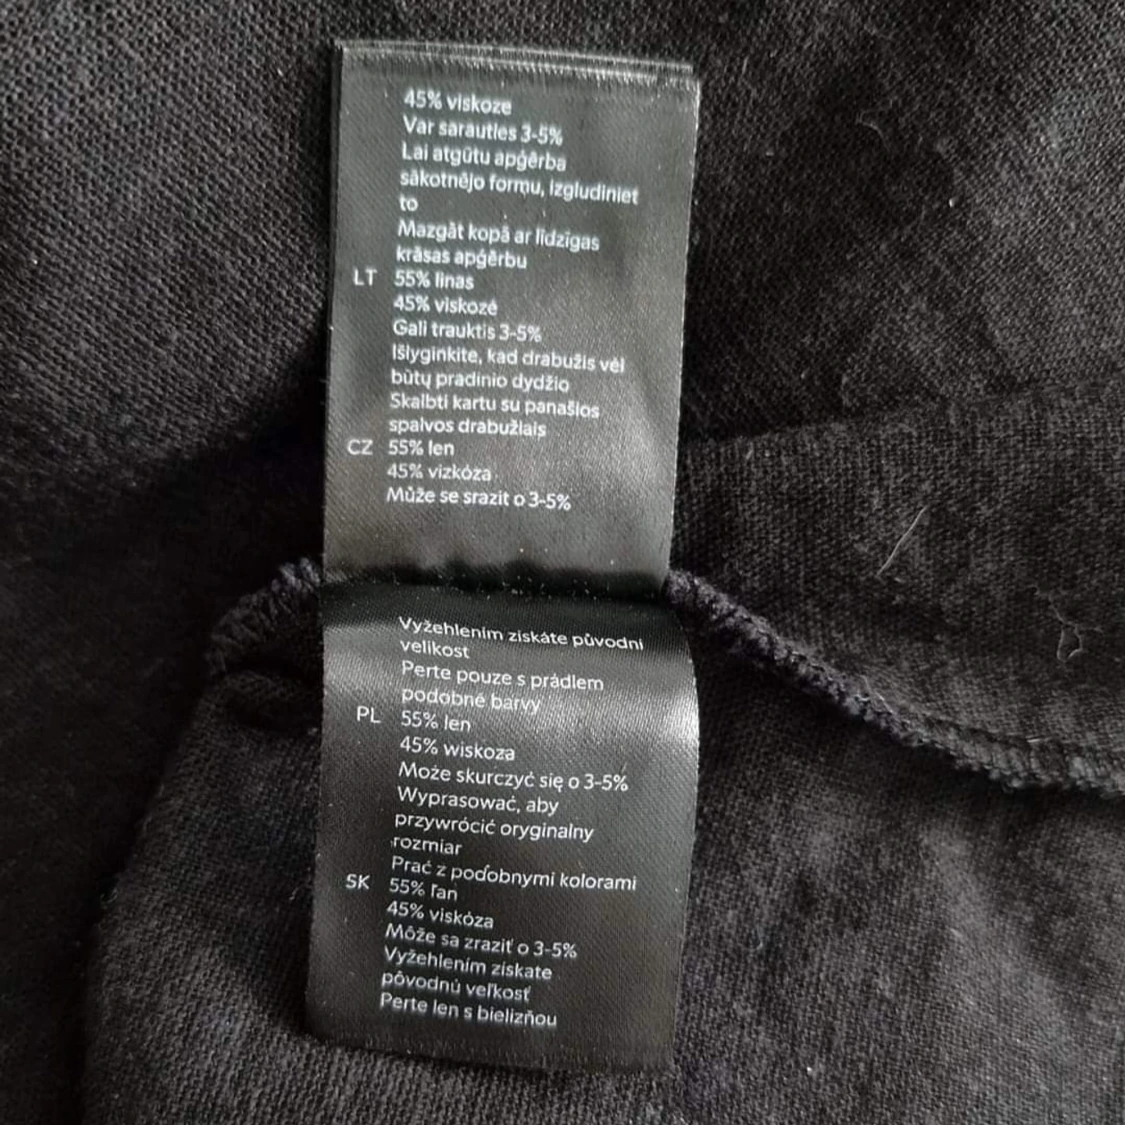 45% viskoze
Var sarauties 3-5%
Lai atgūtu apģērba
sākotnējo formu, izgludiniet
to
Mazgāt kopā ar līdzīgas
krāsas apģērbu
LT 55% linas
45% viskozė
Gali trauktis 3-5%
Išlyginkite, kad drabužis vėl
būtų pradinio dydžio
Skalbti kartu su panašios
spalvos drabužiais
CZ 55% len
45% vizkóza
Může se srazit o 3-5%
Vyžehlením získáte původní
velikost
Perte pouze s prádlem
podobné barvy
PL 55% len
45% wiskoza
Może skurczyć się o 3-5%
Wyprasować, aby
przywrócić oryginalny
rozmiar
Prać z podobnymi kolorami
SK 55% ľan
45% viskóza
Môže sa zraziť o 3-5%
Vyžehlením získate
pôvodnú veľkosť
Perte len s bielizňou